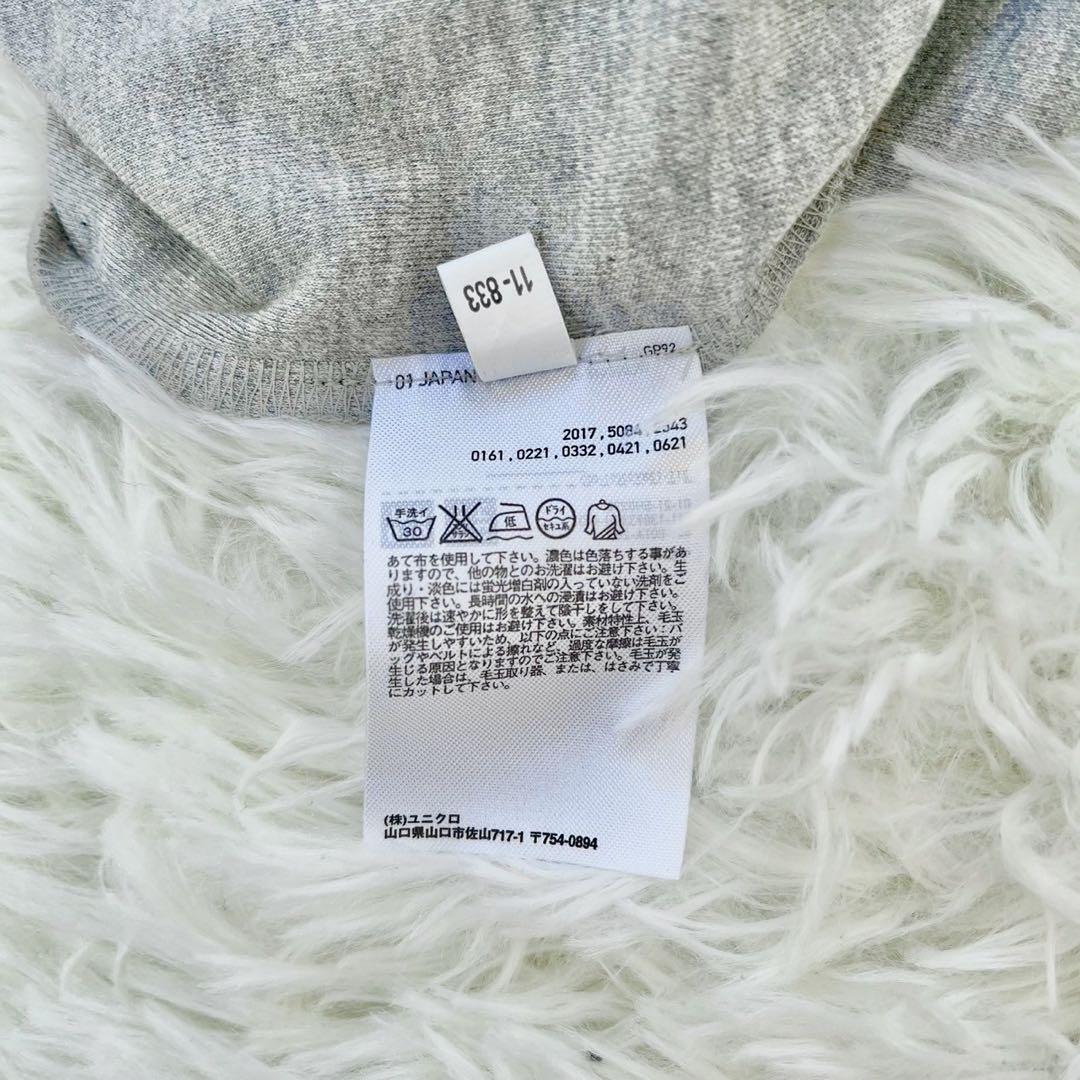 11-833
01 JAPAN
GP92
2017,5084,2543
0161,0221,0332,0421,0621
手洗イ
30
低
ドライ
セキユ系
あて布を使用して下さい。濃色は色落ちする事があ
りますので、他の物とのお洗濯はお避け下さい。生
成り・淡色には蛍光増白剤の入っていない洗剤をご
使用下さい。長時間の水への浸漬はお避け下さい。
洗濯後は速やかに形を整えて陰干しをして下さい。
乾燥機のご使用はお避け下さい。素材特性上、毛玉
が発生しやすいため、以下の点にご注意下さい：バ
ッグやベルトによる擦れなど、過度な摩擦は毛玉が
生じる原因となりますのでご注意下さい。毛玉が発
生した場合は、毛玉取り器、または、はさみで丁寧
にカットして下さい。
(株)ユニクロ
山口県山口市佐山717-1 〒754-0894